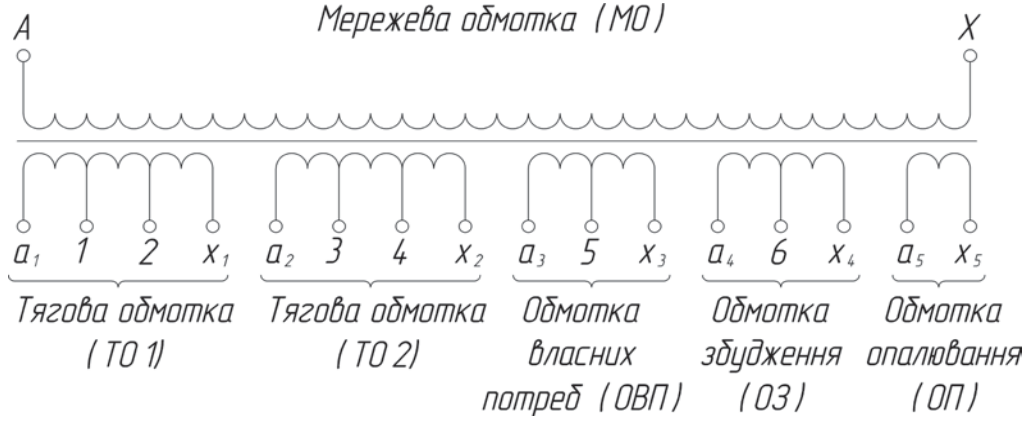 Мережева обмотка (МО)
A X
a₁ 1 2 x₁ a₂ 3 4 x₂ a₃ 5 x₃ a₄ 6 x₄ a₅ x₅
Тягова обмотка Тягова обмотка Обмотка Обмотка Обмотка
(ТО 1) (ТО 2) власних збудження опалювання
потреб (ОВП) (ОЗ) (ОП)